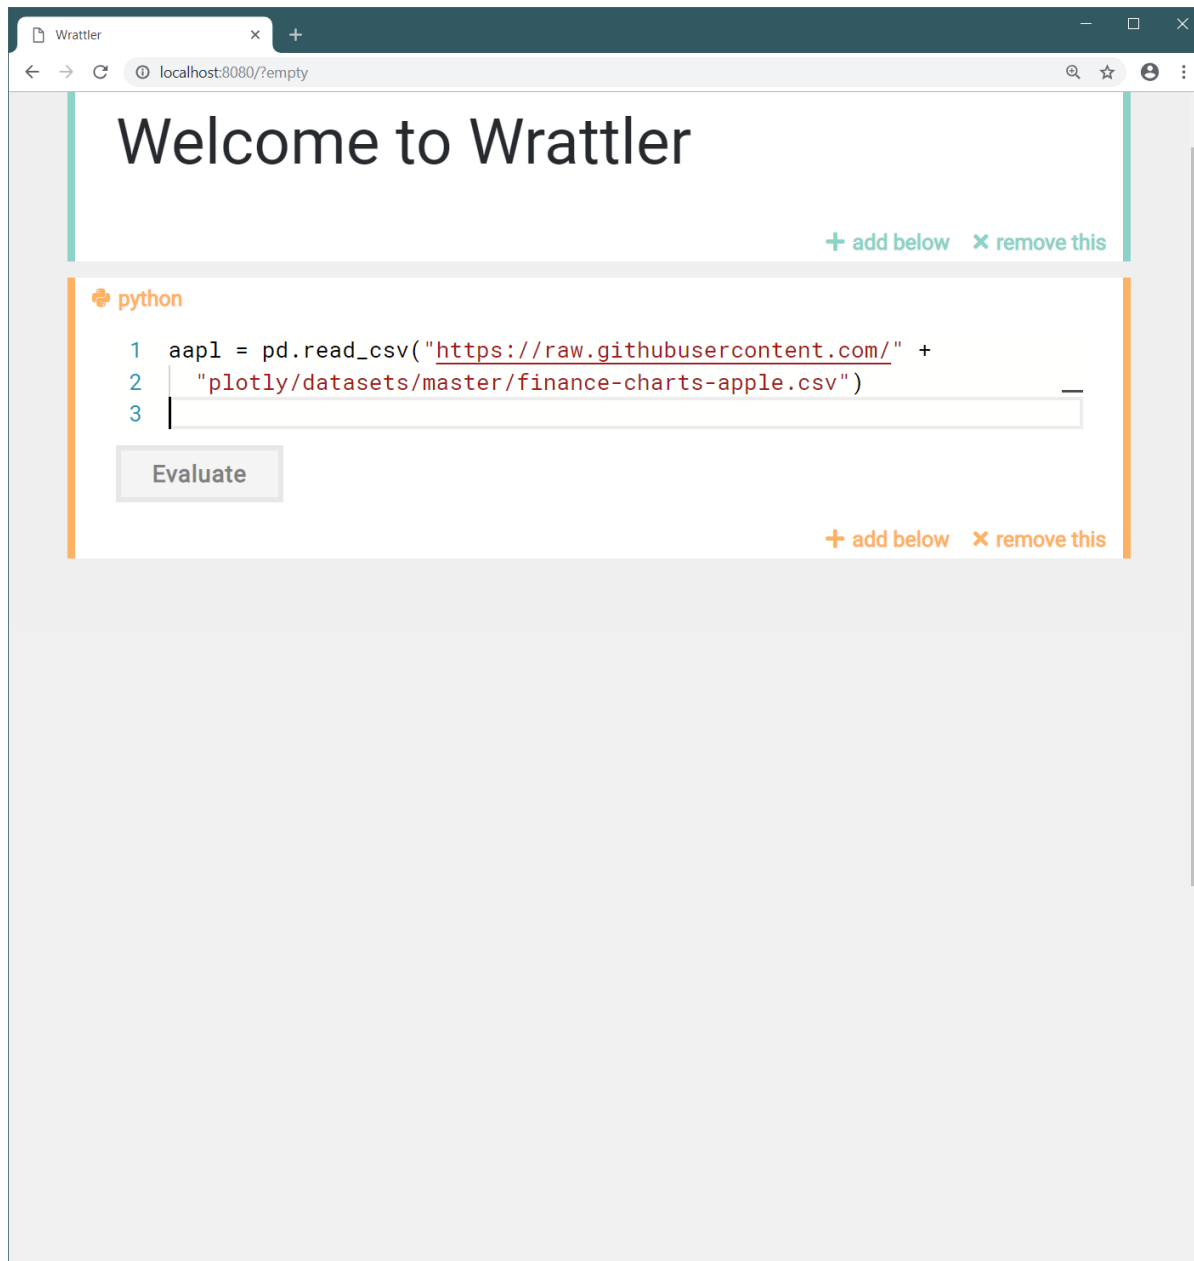 Wrattler
localhost:8080/?empty
Welcome to Wrattler
add below remove this
python
1 aapl = pd.read_csv("https://raw.githubusercontent.com/" +
2 "plotly/datasets/master/finance-charts-apple.csv")
3
Evaluate
add below remove this